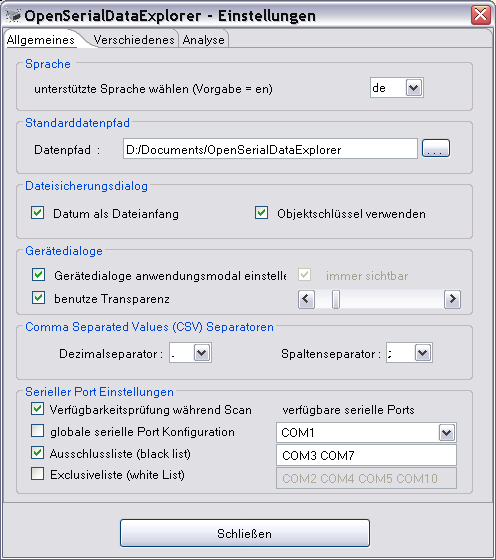 OpenSerialDataExplorer - Einstellungen
Allgemeines Verschiedenes Analyse
Sprache
unterstützte Sprache wählen (Vorgabe = en) de
Standarddatenpfad
Datenpfad : D:/Documents/OpenSerialDataExplorer ...
Dateisicherungsdialog
Datum als Dateianfang Objektschlüssel verwenden
Gerätedialoge
Gerätedialoge anwendungsmodal einstelle immer sichtbar
benutze Transparenz
Comma Separated Values (CSV) Separatoren
Dezimalseparator : . Spaltenseparator : ;
Serieller Port Einstellungen
Verfügbarkeitsprüfung während Scan verfügbare serielle Ports
globale serielle Port Konfiguration COM1
Ausschlussliste (black list) COM3 COM7
Exclusiveliste (white List) COM2 COM4 COM5 COM10
Schließen